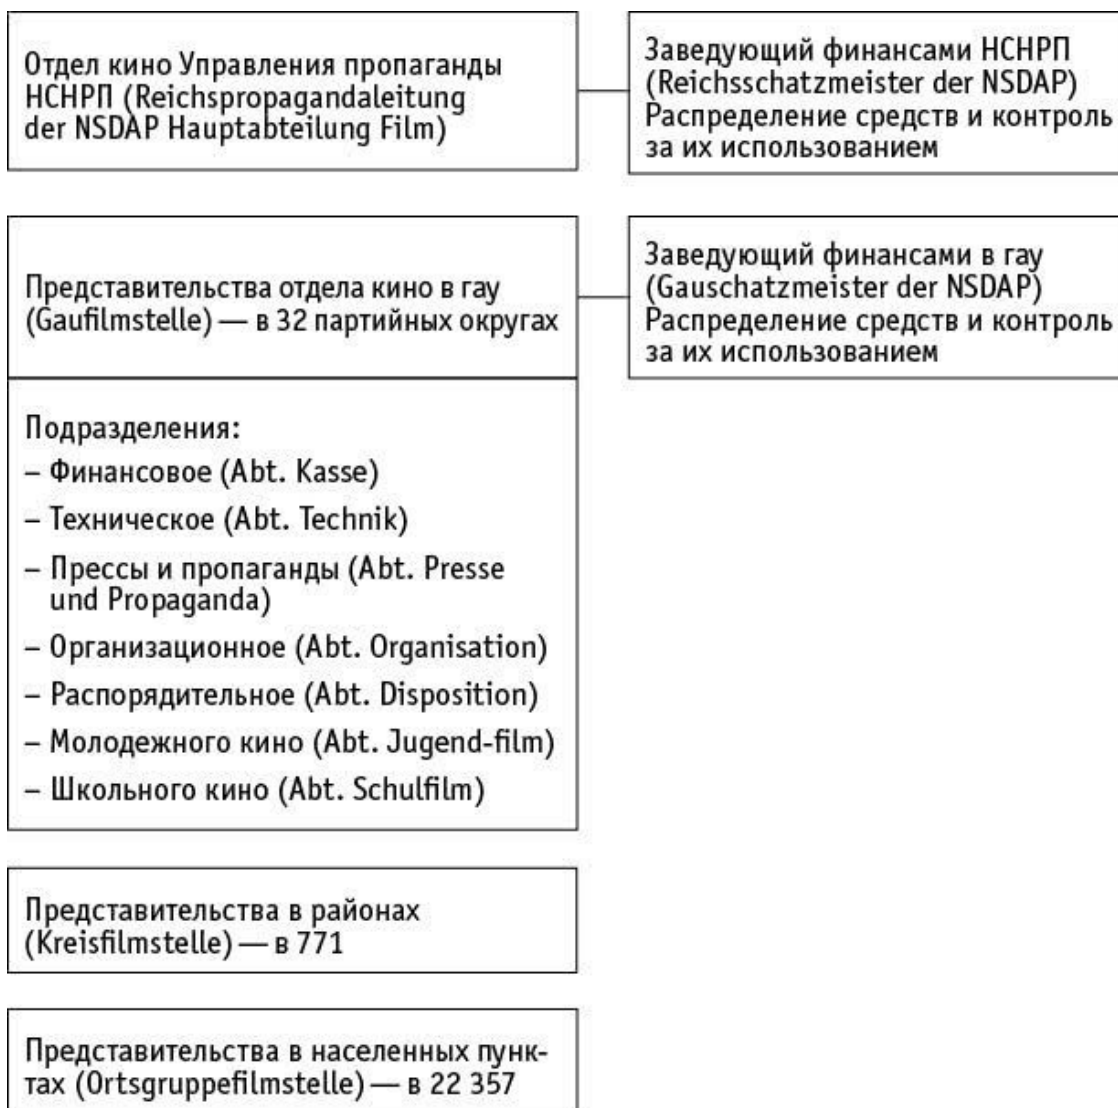 Отдел кино Управления пропаганды
НСНРП (Reichspropagandaleitung
der NSDAP Hauptabteilung Film)
Заведующий финансами НСНРП
(Reichsschatzmeister der NSDAP)
Распределение средств и контроль
за их использованием
Представительства отдела кино в гау
(Gaufilmstelle) — в 32 партийных округах
Заведующий финансами в гау
(Gauschatzmeister der NSDAP)
Распределение средств и контроль
за их использованием
Подразделения:
– Финансовое (Abt. Kasse)
– Техническое (Abt. Technik)
– Прессы и пропаганды (Abt. Presse
und Propaganda)
– Организационное (Abt. Organisation)
– Распорядительное (Abt. Disposition)
– Молодежного кино (Abt. Jugend-film)
– Школьного кино (Abt. Schulfilm)
Представительства в районах
(Kreisfilmstelle) — в 771
Представительства в населенных пунк-
тах (Ortsgruppefilmstelle) — в 22 357